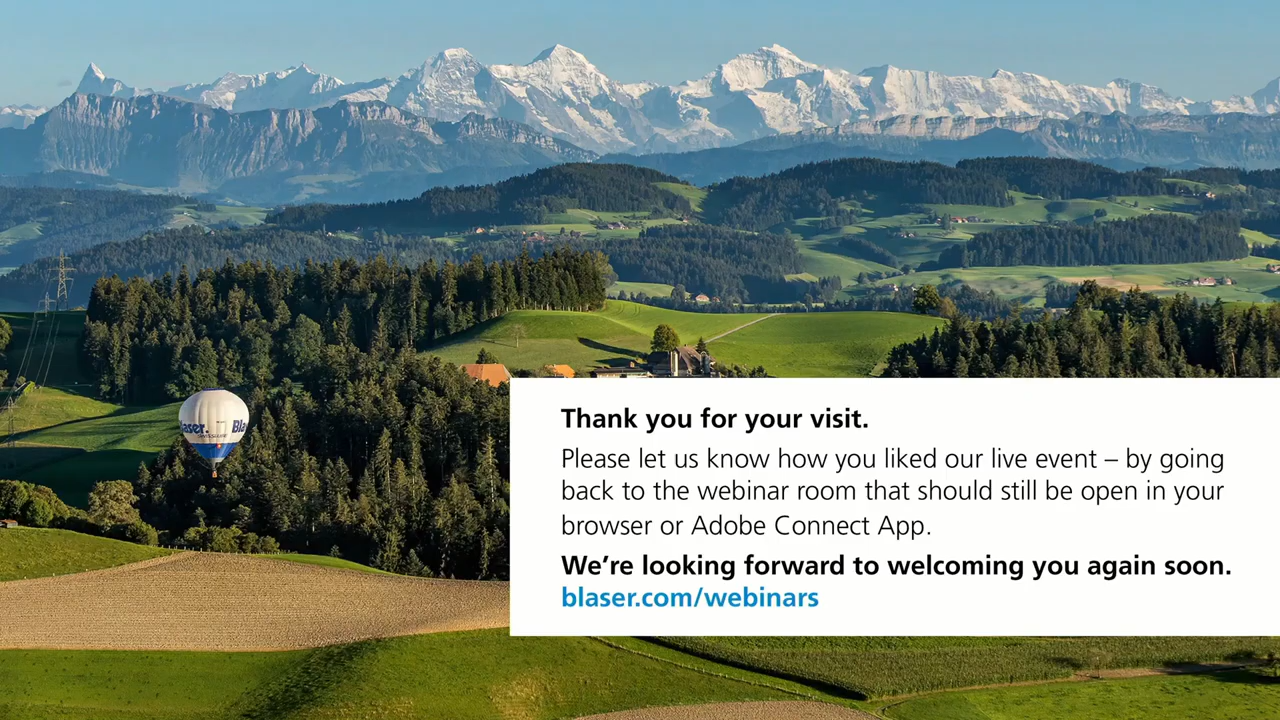 Thank you for your visit.
Please let us know how you liked our live event – by going
back to the webinar room that should still be open in your
browser or Adobe Connect App.
We’re looking forward to welcoming you again soon.
blaser.com/webinars